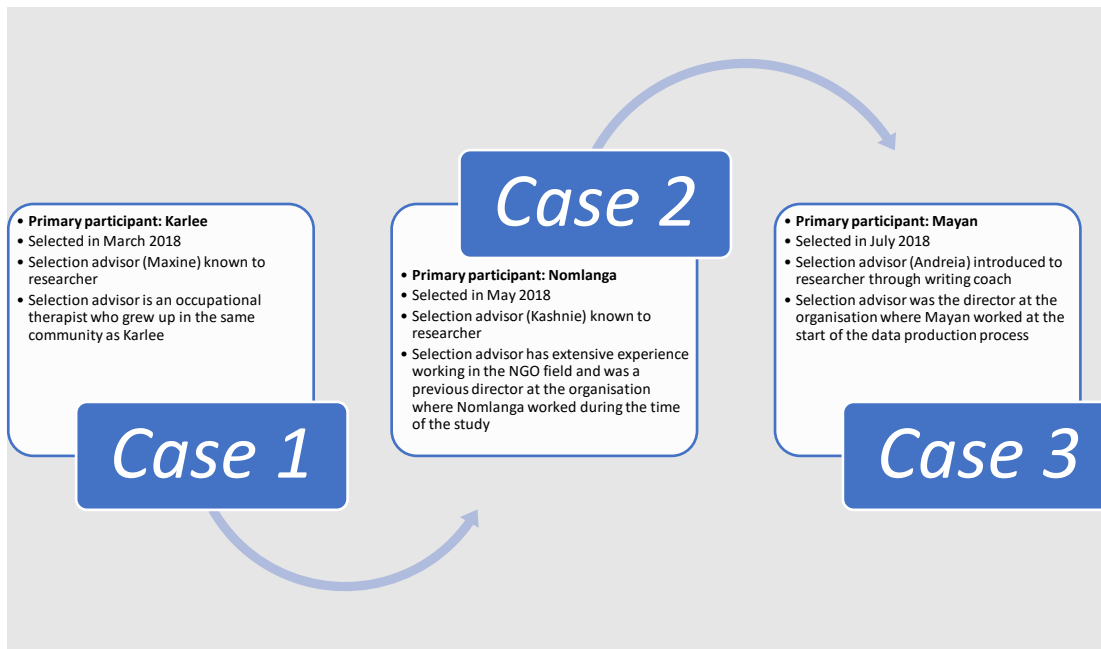 • Primary participant: Karlee
• Selected in March 2018
• Selection advisor (Maxine) known to
researcher
• Selection advisor is an occupational
therapist who grew up in the same
community as Karlee
Case 1
Case 2
• Primary participant: Nomlanga
• Selected in May 2018
• Selection advisor (Kashnie) known to
researcher
• Selection advisor has extensive experience
working in the NGO field and was a
previous director at the organisation
where Nomlanga worked during the time
of the study
• Primary participant: Mayan
• Selected in July 2018
• Selection advisor (Andreia) introduced to
researcher through writing coach
• Selection advisor was the director at the
organisation where Mayan worked at the
start of the data production process
Case 3